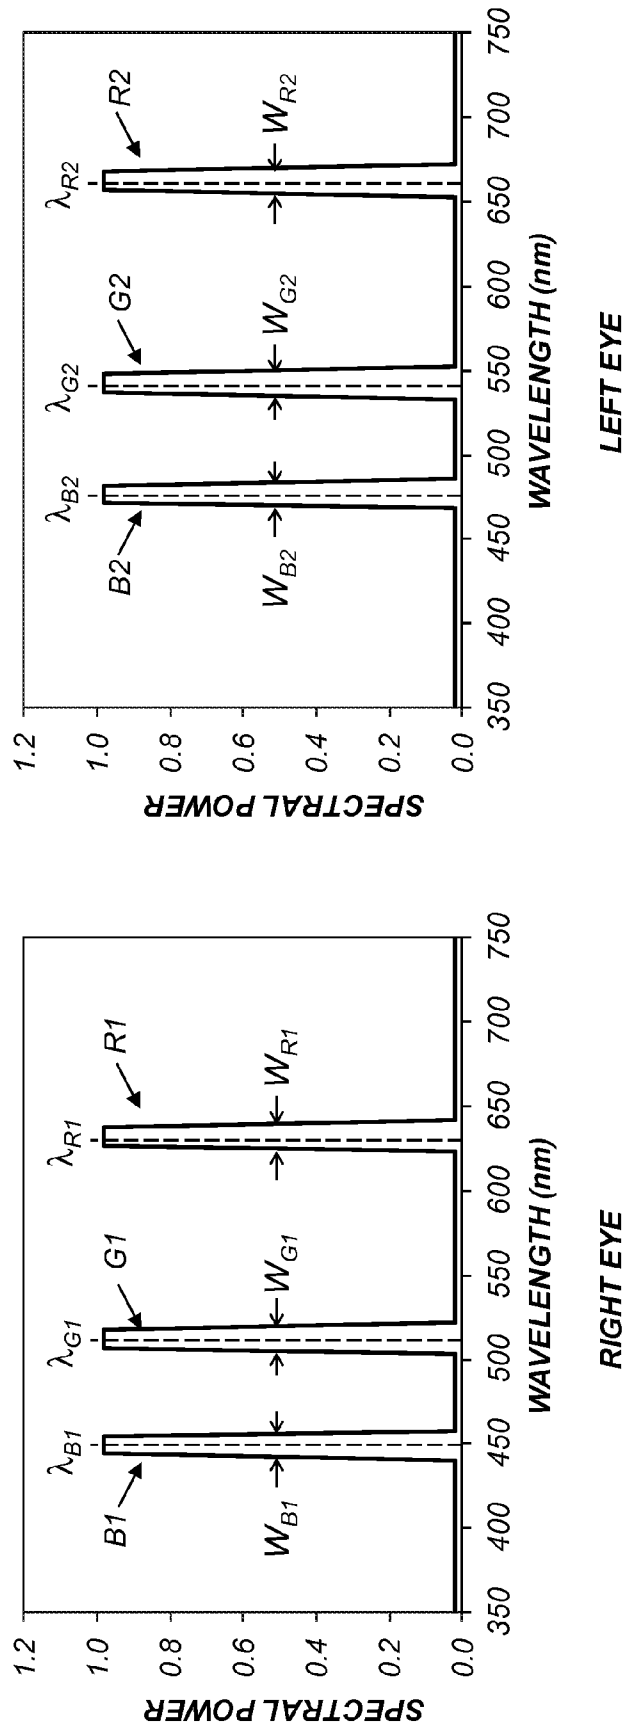 1.2
1.0
0.8
0.6
0.4
0.2
0.0
SPECTRAL POWER
350 400 450 500 550 600 650 700 750
WAVELENGTH (nm)
λB1 λG1 λR1
B1 G1 R1
WB1 WG1 WR1
RIGHT EYE
1.2
1.0
0.8
0.6
0.4
0.2
0.0
SPECTRAL POWER
350 400 450 500 550 600 650 700 750
WAVELENGTH (nm)
λB2 λG2 λR2
B2 G2 R2
WB2 WG2 WR2
LEFT EYE